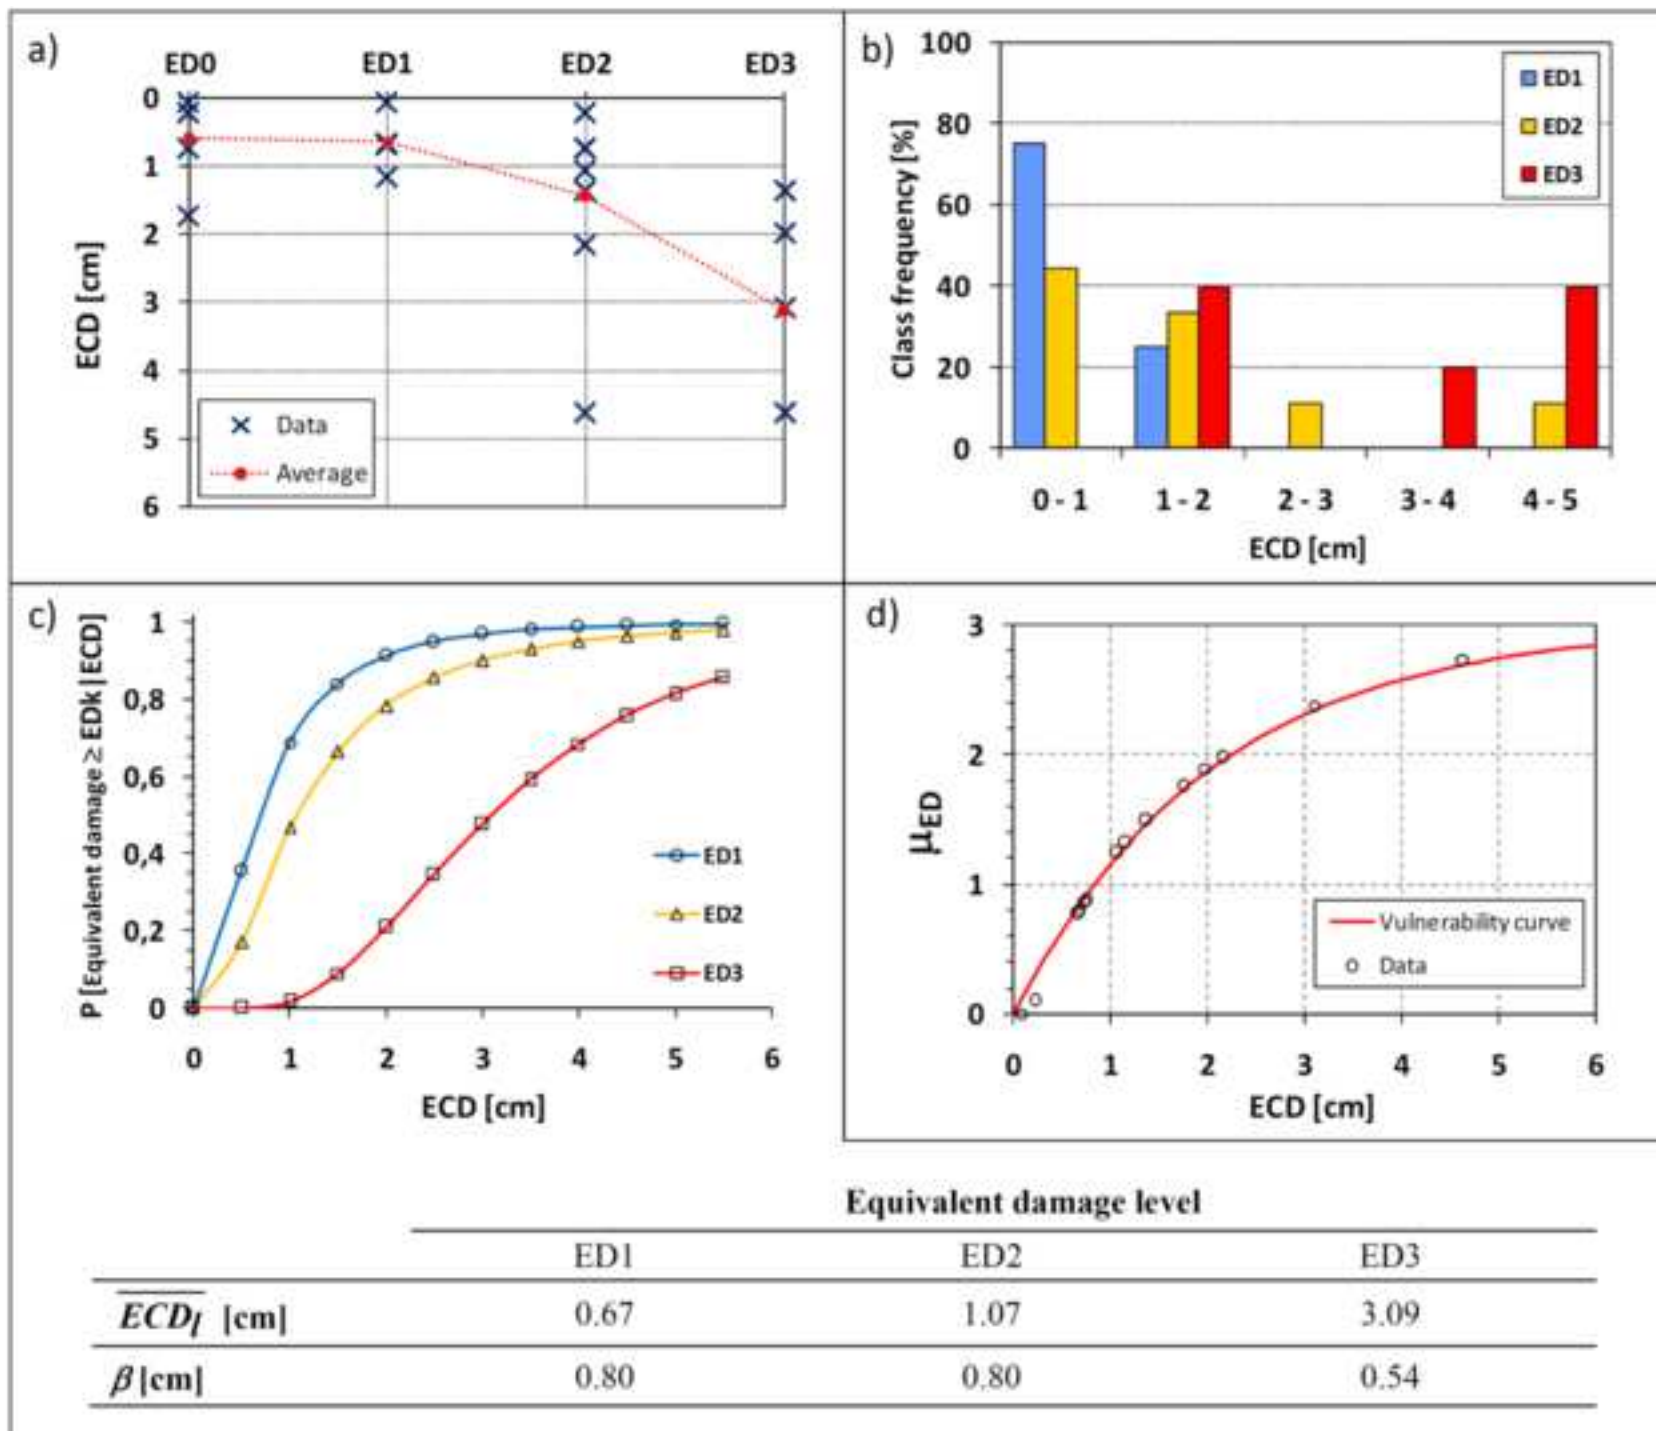 a)
ED0 ED1 ED2 ED3
0
1
2
3
4
5
6
ECD [cm]
Data
Average
b)
100
80
60
40
20
0
Class frequency [%]
ED1
ED2
ED3
0 - 1 1 - 2 2 - 3 3 - 4 4 - 5
ECD [cm]
c)
1
0,8
0,6
0,4
0,2
0
P [Equivalent damage ≥ EDk|ECD]
ED1
ED2
ED3
0 1 2 3 4 5 6
ECD [cm]
d)
3
2
1
0
μED
Vulnerability curve
Data
0 1 2 3 4 5 6
ECD [cm]
Equivalent damage level
ED1 ED2 ED3
ECDI [cm] 0.67 1.07 3.09
β [cm] 0.80 0.80 0.54